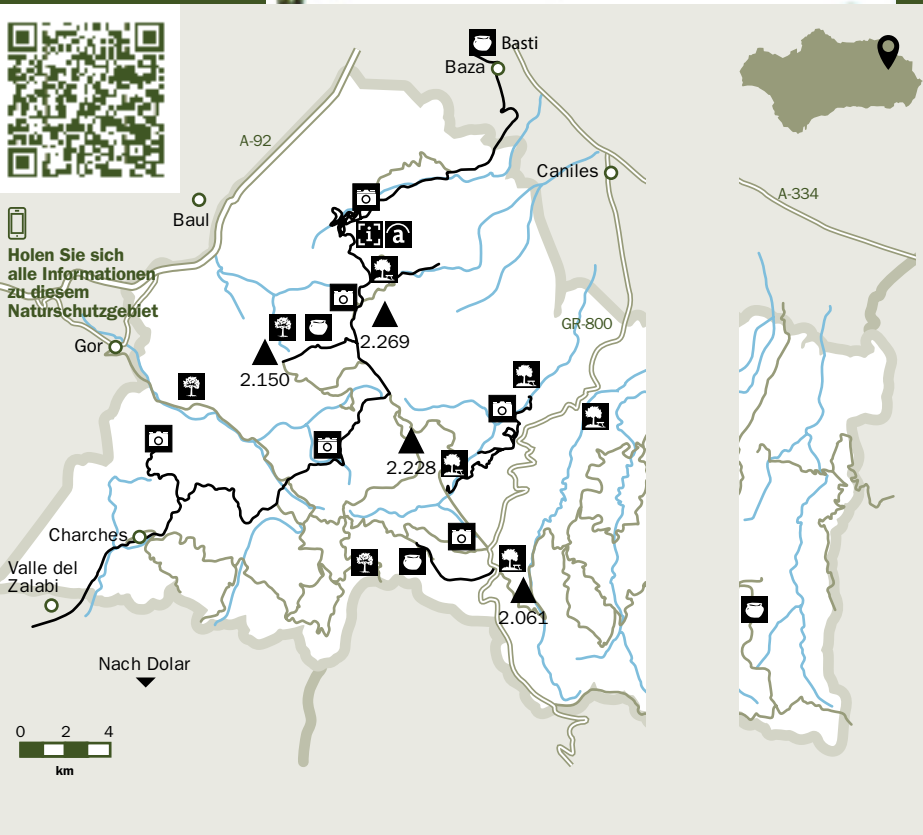 Basti
Baza
A-92
Caniles
A-334
Baul
Holen Sie sich
alle Informationen
zu diesem
Naturschutzgebiet
i a
GR-800
Gor
2.269
2.150
2.228
Charches
Valle del
Zalabi
2.061
Nach Dolar
0 2 4
km